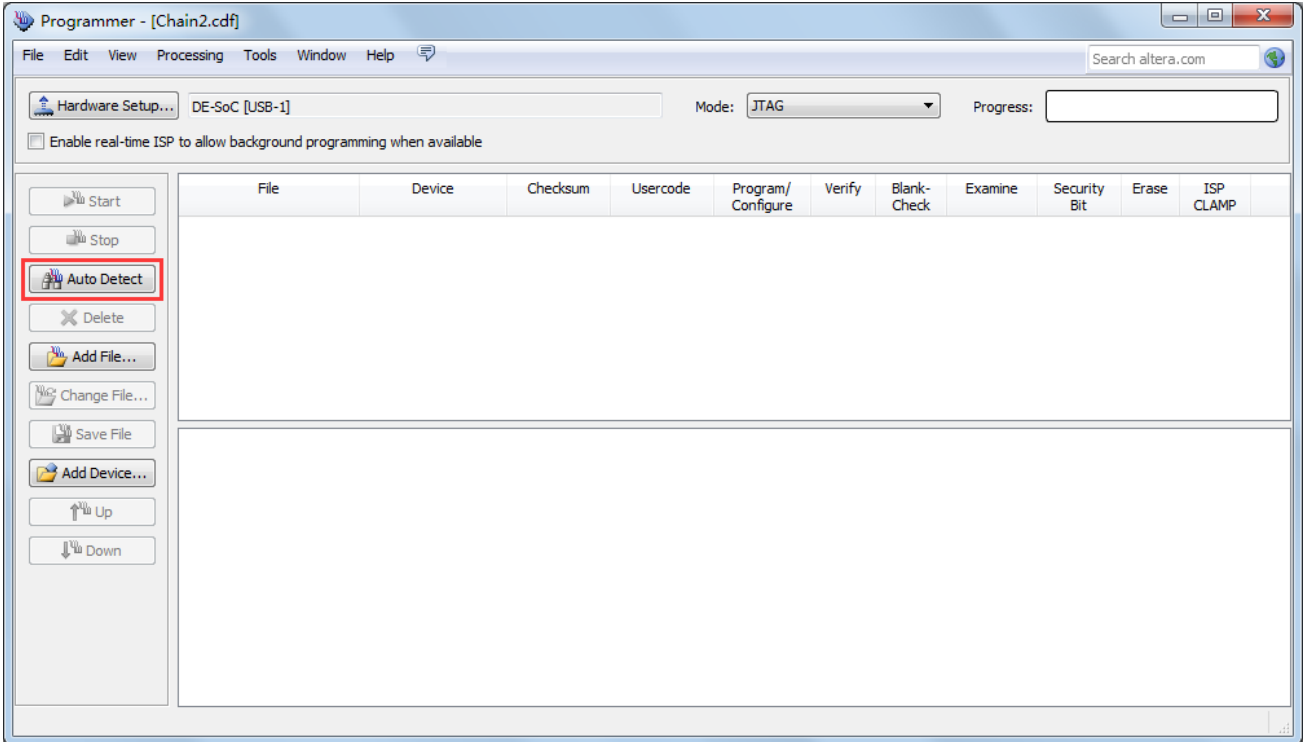 Programmer - [Chain2.cdf]
File Edit View Processing Tools Window Help
Search altera.com
Hardware Setup... DE-SoC [USB-1] Mode: JTAG Progress:
Enable real-time ISP to allow background programming when available
File Device Checksum Usercode Program/ Configure Verify Blank- Check Examine Security Bit Erase ISP CLAMP
Start
Stop
Auto Detect
Delete
Add File...
Change File...
Save File
Add Device...
Up
Down